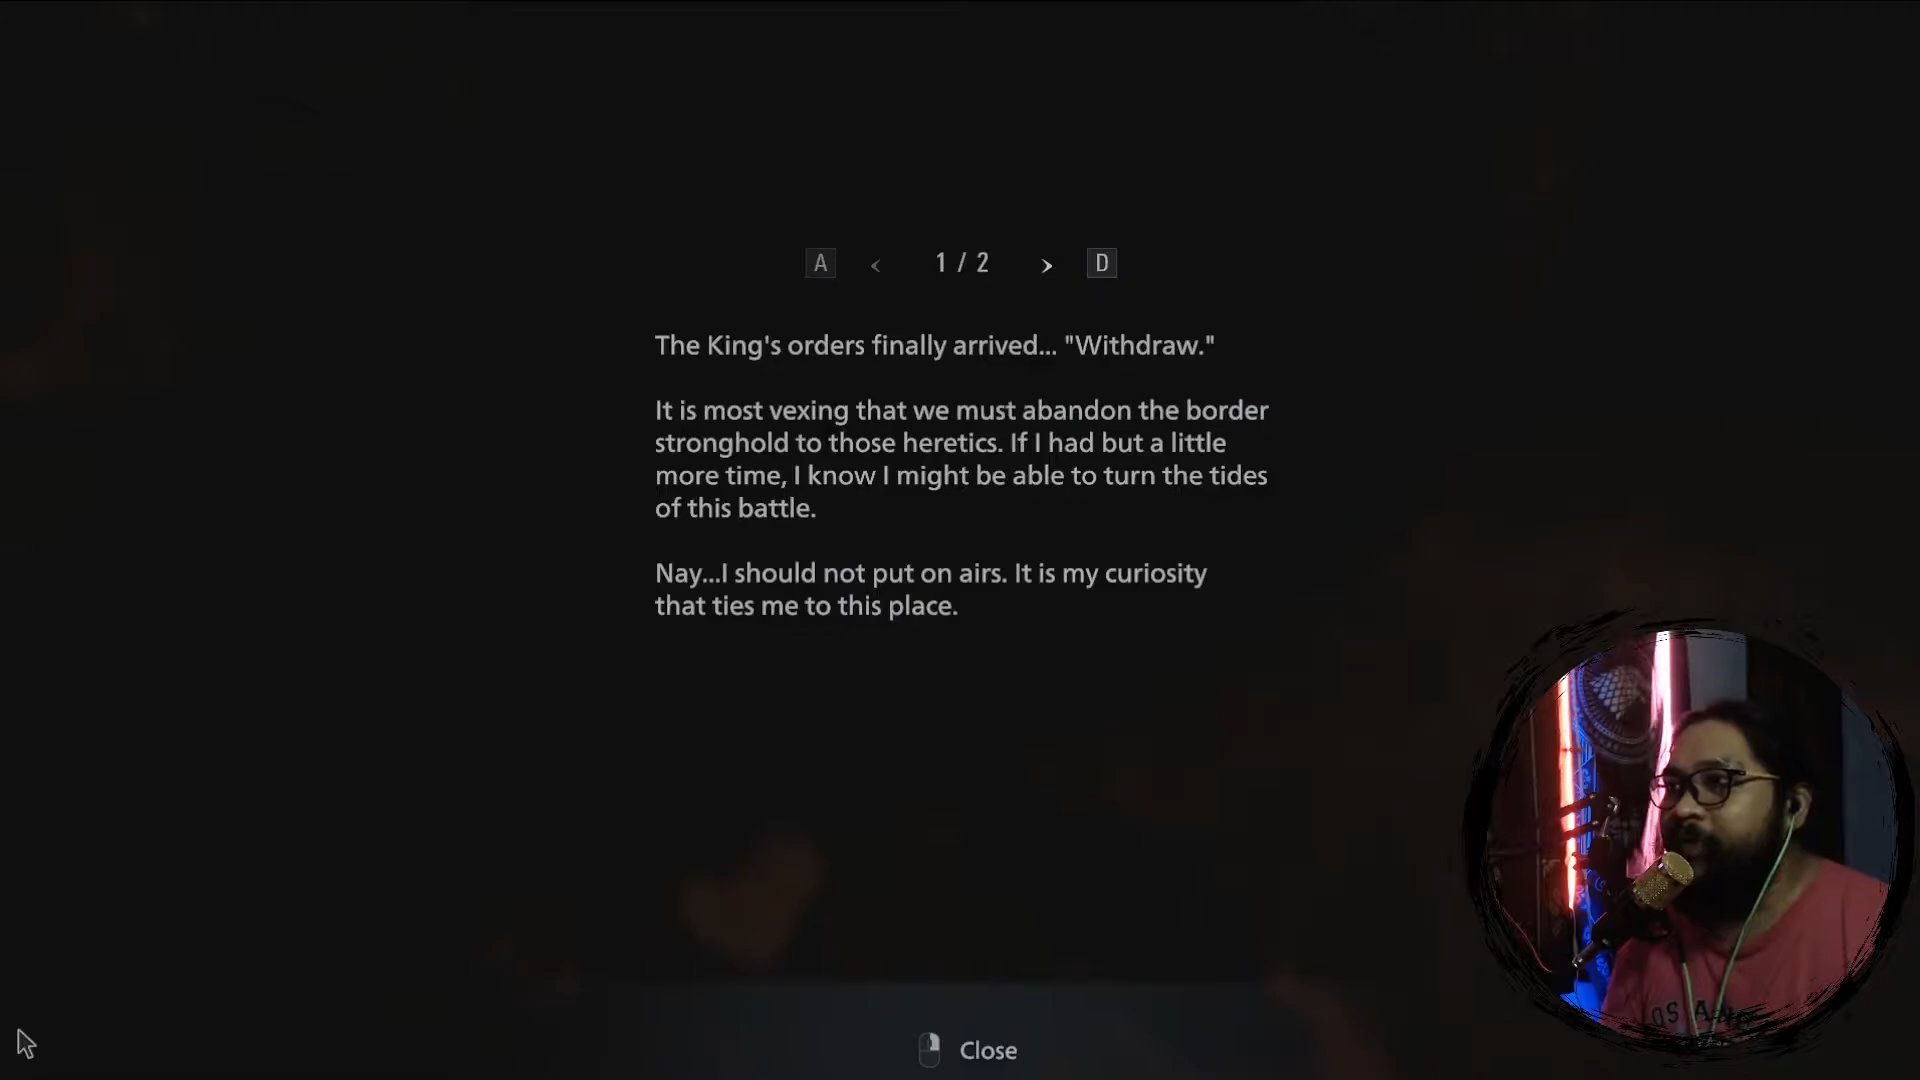 A < 1 / 2 > D
The King's orders finally arrived... "Withdraw."
It is most vexing that we must abandon the border
stronghold to those heretics. If I had but a little
more time, I know I might be able to turn the tides
of this battle.
Nay...I should not put on airs. It is my curiosity
that ties me to this place.
Close